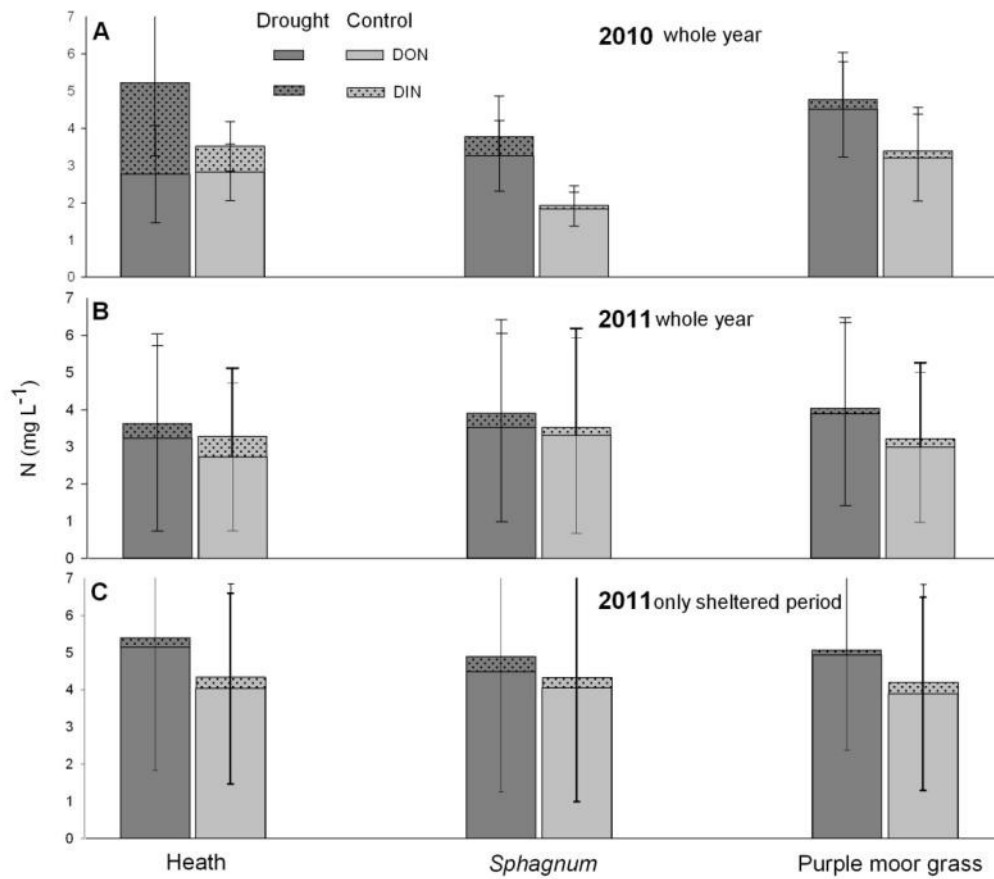 A
Drought Control
DON
DIN
2010 whole year
7
6
5
4
3
2
1
0
B
2011 whole year
7
6
5
4
3
2
1
0
C
2011 only sheltered period
7
6
5
4
3
2
1
0
N (mg L⁻¹)
Heath Sphagnum Purple moor grass